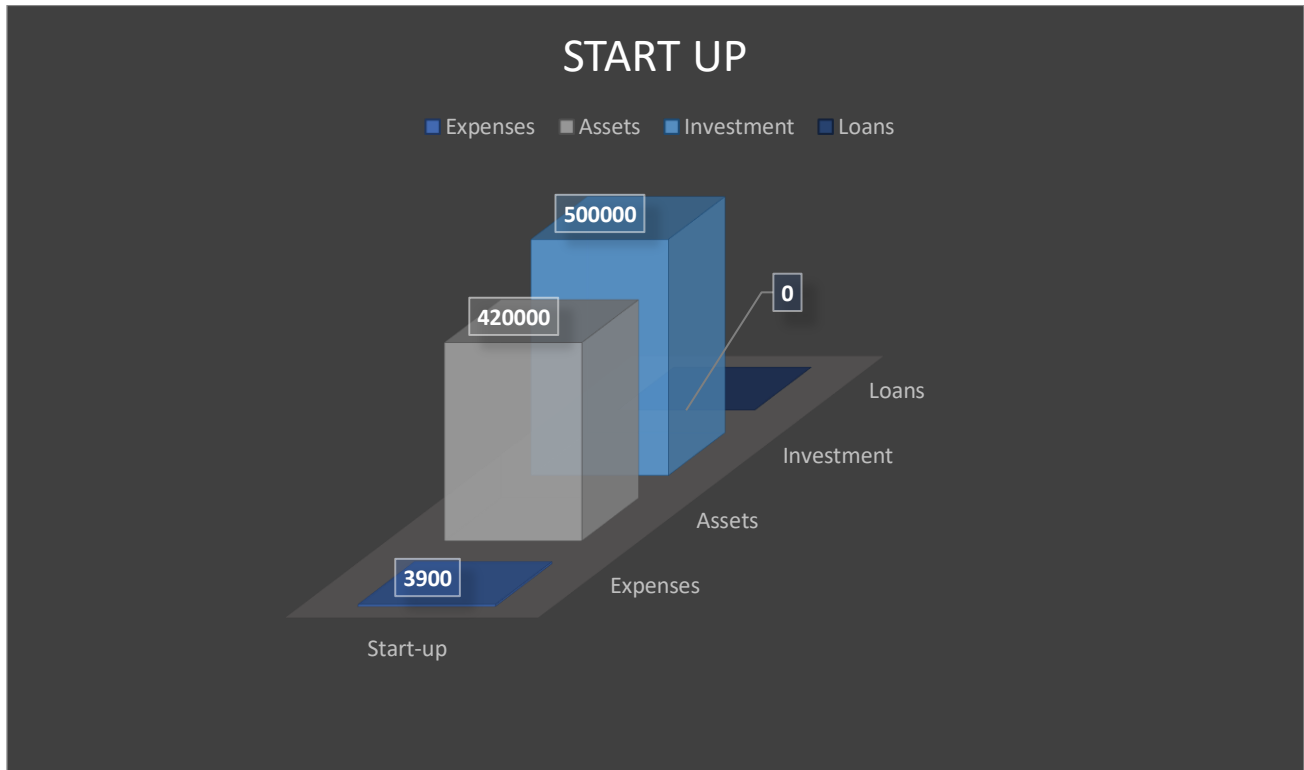 START UP
Expenses Assets Investment Loans
500000
0
420000
Loans
Investment
Assets
3900
Expenses
Start-up